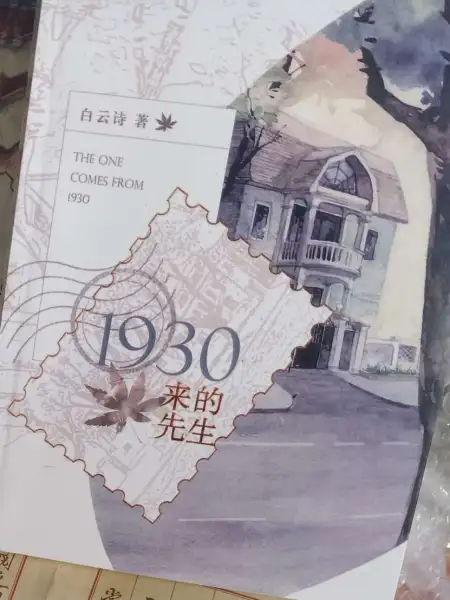 白云诗 著
THE ONE
COMES FROM
1930
1930
来的
先生